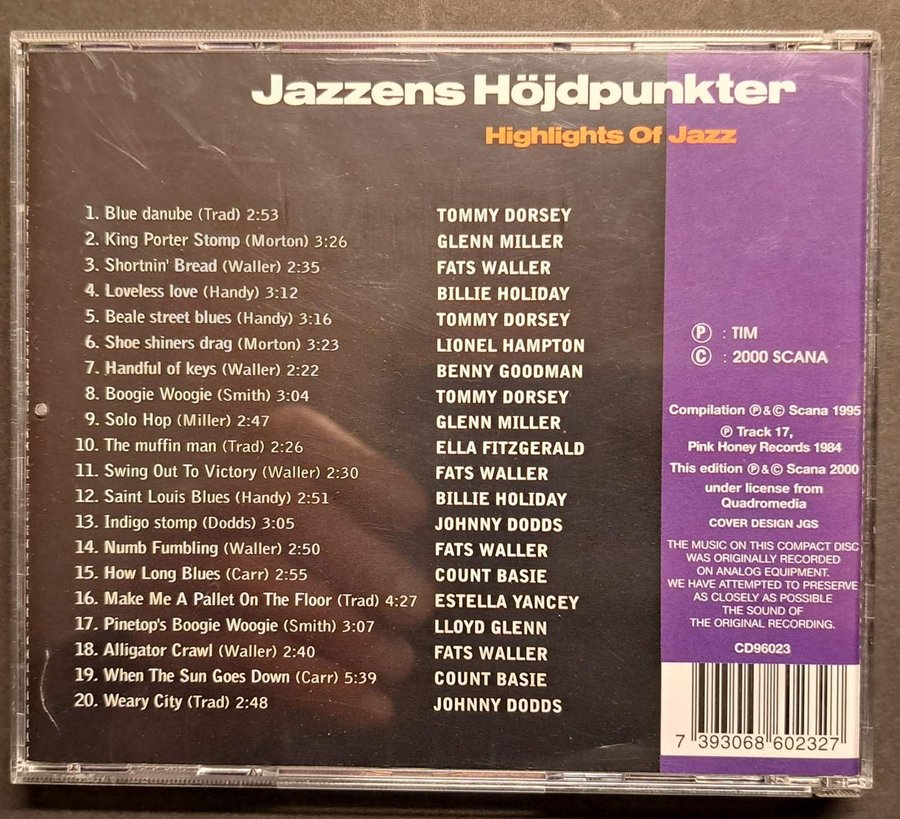 Jazzens Höjdpunkter
Highlights Of Jazz
1. Blue danube (Trad) 2:53 TOMMY DORSEY
2. King Porter Stomp (Morton) 3:26 GLENN MILLER
3. Shortnin' Bread (Waller) 2:35 FATS WALLER
4. Loveless love (Handy) 3:12 BILLIE HOLIDAY
5. Beale street blues (Handy) 3:16 TOMMY DORSEY
6. Shoe shiners drag (Morton) 3:23 LIONEL HAMPTON
7. Handful of keys (Waller) 2:22 BENNY GOODMAN
8. Boogie Woogie (Smith) 3:04 TOMMY DORSEY
9. Solo Hop (Miller) 2:47 GLENN MILLER
10. The muffin man (Trad) 2:26 ELLA FITZGERALD
11. Swing Out To Victory (Waller) 2:30 FATS WALLER
12. Saint Louis Blues (Handy) 2:51 BILLIE HOLIDAY
13. Indigo stomp (Dodds) 3:05 JOHNNY DODDS
14. Numb Fumbling (Waller) 2:50 FATS WALLER
15. How Long Blues (Carr) 2:55 COUNT BASIE
16. Make Me A Pallet On The Floor (Trad) 4:27 ESTELLA YANCEY
17. Pinetop's Boogie Woogie (Smith) 3:07 LLOYD GLENN
18. Alligator Crawl (Waller) 2:40 FATS WALLER
19. When The Sun Goes Down (Carr) 5:39 COUNT BASIE
20. Weary City (Trad) 2:48 JOHNNY DODDS
Ⓟ : TIM
© : 2000 SCANA
Compilation Ⓟ & © Scana 1995
Ⓟ Track 17,
Pink Honey Records 1984
This edition Ⓟ & © Scana 2000
under license from
Quadromedia
COVER DESIGN JGS
THE MUSIC ON THIS COMPACT DISC
WAS ORIGINALLY RECORDED
ON ANALOG EQUIPMENT.
WE HAVE ATTEMPTED TO PRESERVE
AS CLOSELY AS POSSIBLE
THE SOUND OF
THE ORIGINAL RECORDING.
CD96023
7 393068 602327